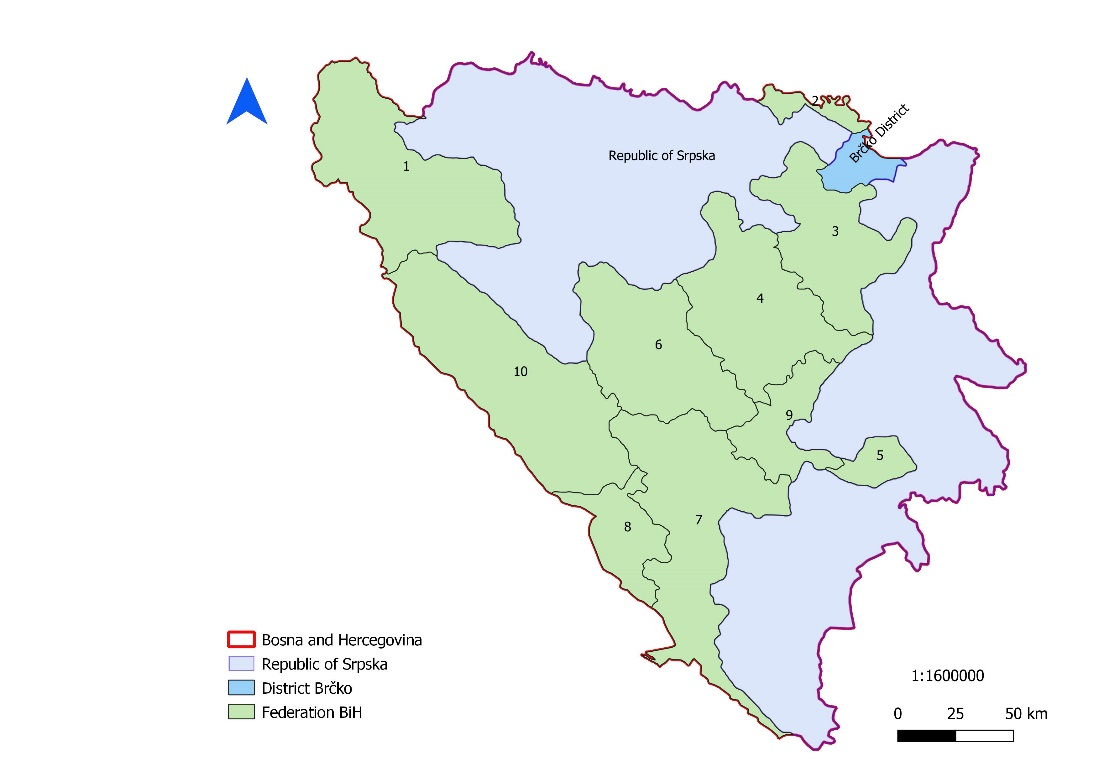 2
Brčko District
Republic of Srpska
1
3
4
6
10
9
5
7
8
Bosna and Hercegovina
Republic of Srpska
District Brčko
Federation BiH
1:1600000
0 25 50 km